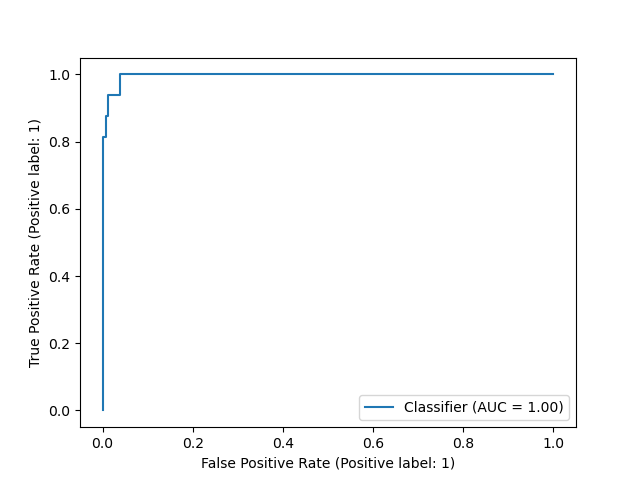 1.0
0.8
0.6
0.4
0.2
0.0
True Positive Rate (Positive label: 1)
Classifier (AUC = 1.00)
0.0 0.2 0.4 0.6 0.8 1.0
False Positive Rate (Positive label: 1)